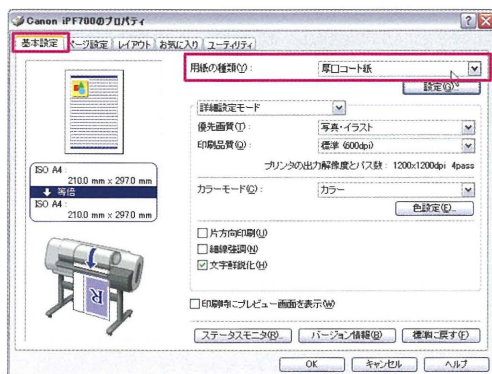 Canon iPF700のプロパティ
基本設定 ページ設定 レイアウト お気に入り ユーティリティ
用紙の種類(Y): 厚口コート紙
設定(G)...
詳細設定モード
優先画質(T): 写真・イラスト
印刷品質(Q): 標準 (600dpi)
プリンタの出力解像度とパス数: 1200x1200dpi 4pass
ISO A4:
210.0 mm x 297.0 mm
等倍
ISO A4:
210.0 mm x 297.0 mm
カラーモード(C): カラー
色設定(E)...
片方向印刷(U)
細線強調(N)
文字鮮鋭化(H)
R
印刷時にプレビュー画面を表示(W)
ステータスモニタ(R)... バージョン情報(B) 標準に戻す(F)
OK キャンセル ヘルプ